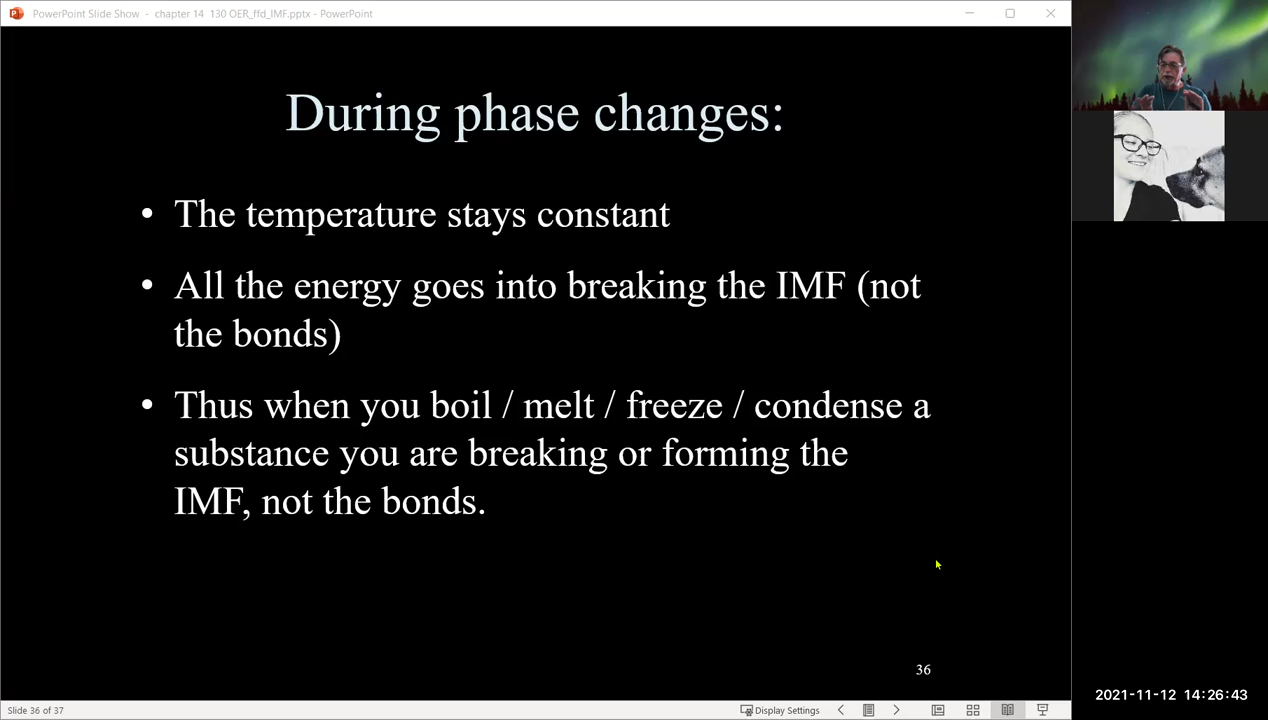 PowerPoint Slide Show - chapter 14 130 OER_ffd_IMF.pptx - PowerPoint
During phase changes:
• The temperature stays constant
• All the energy goes into breaking the IMF (not
the bonds)
• Thus when you boil / melt / freeze / condense a
substance you are breaking or forming the
IMF, not the bonds.
36
2021-11-12 14:26:43
Slide 36 of 37
Display Settings